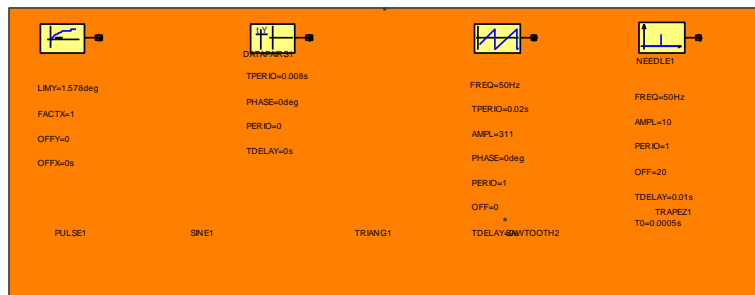 DATAPAIRS1
NEEDLE1
LIMY=1.578deg
FACTX=1
OFFY=0
OFFX=0s
TPERIO=0.008s
PHASE=0deg
PERIO=0
TDELAY=0s
FREQ=50Hz
TPERIO=0.02s
AMPL=311
PHASE=0deg
PERIO=1
OFF=0
FREQ=50Hz
AMPL=10
PERIO=1
OFF=20
TDELAY=0.01s
TRAPEZ1
T0=0.0005s
PULSE1
SINE1
TRIANG1